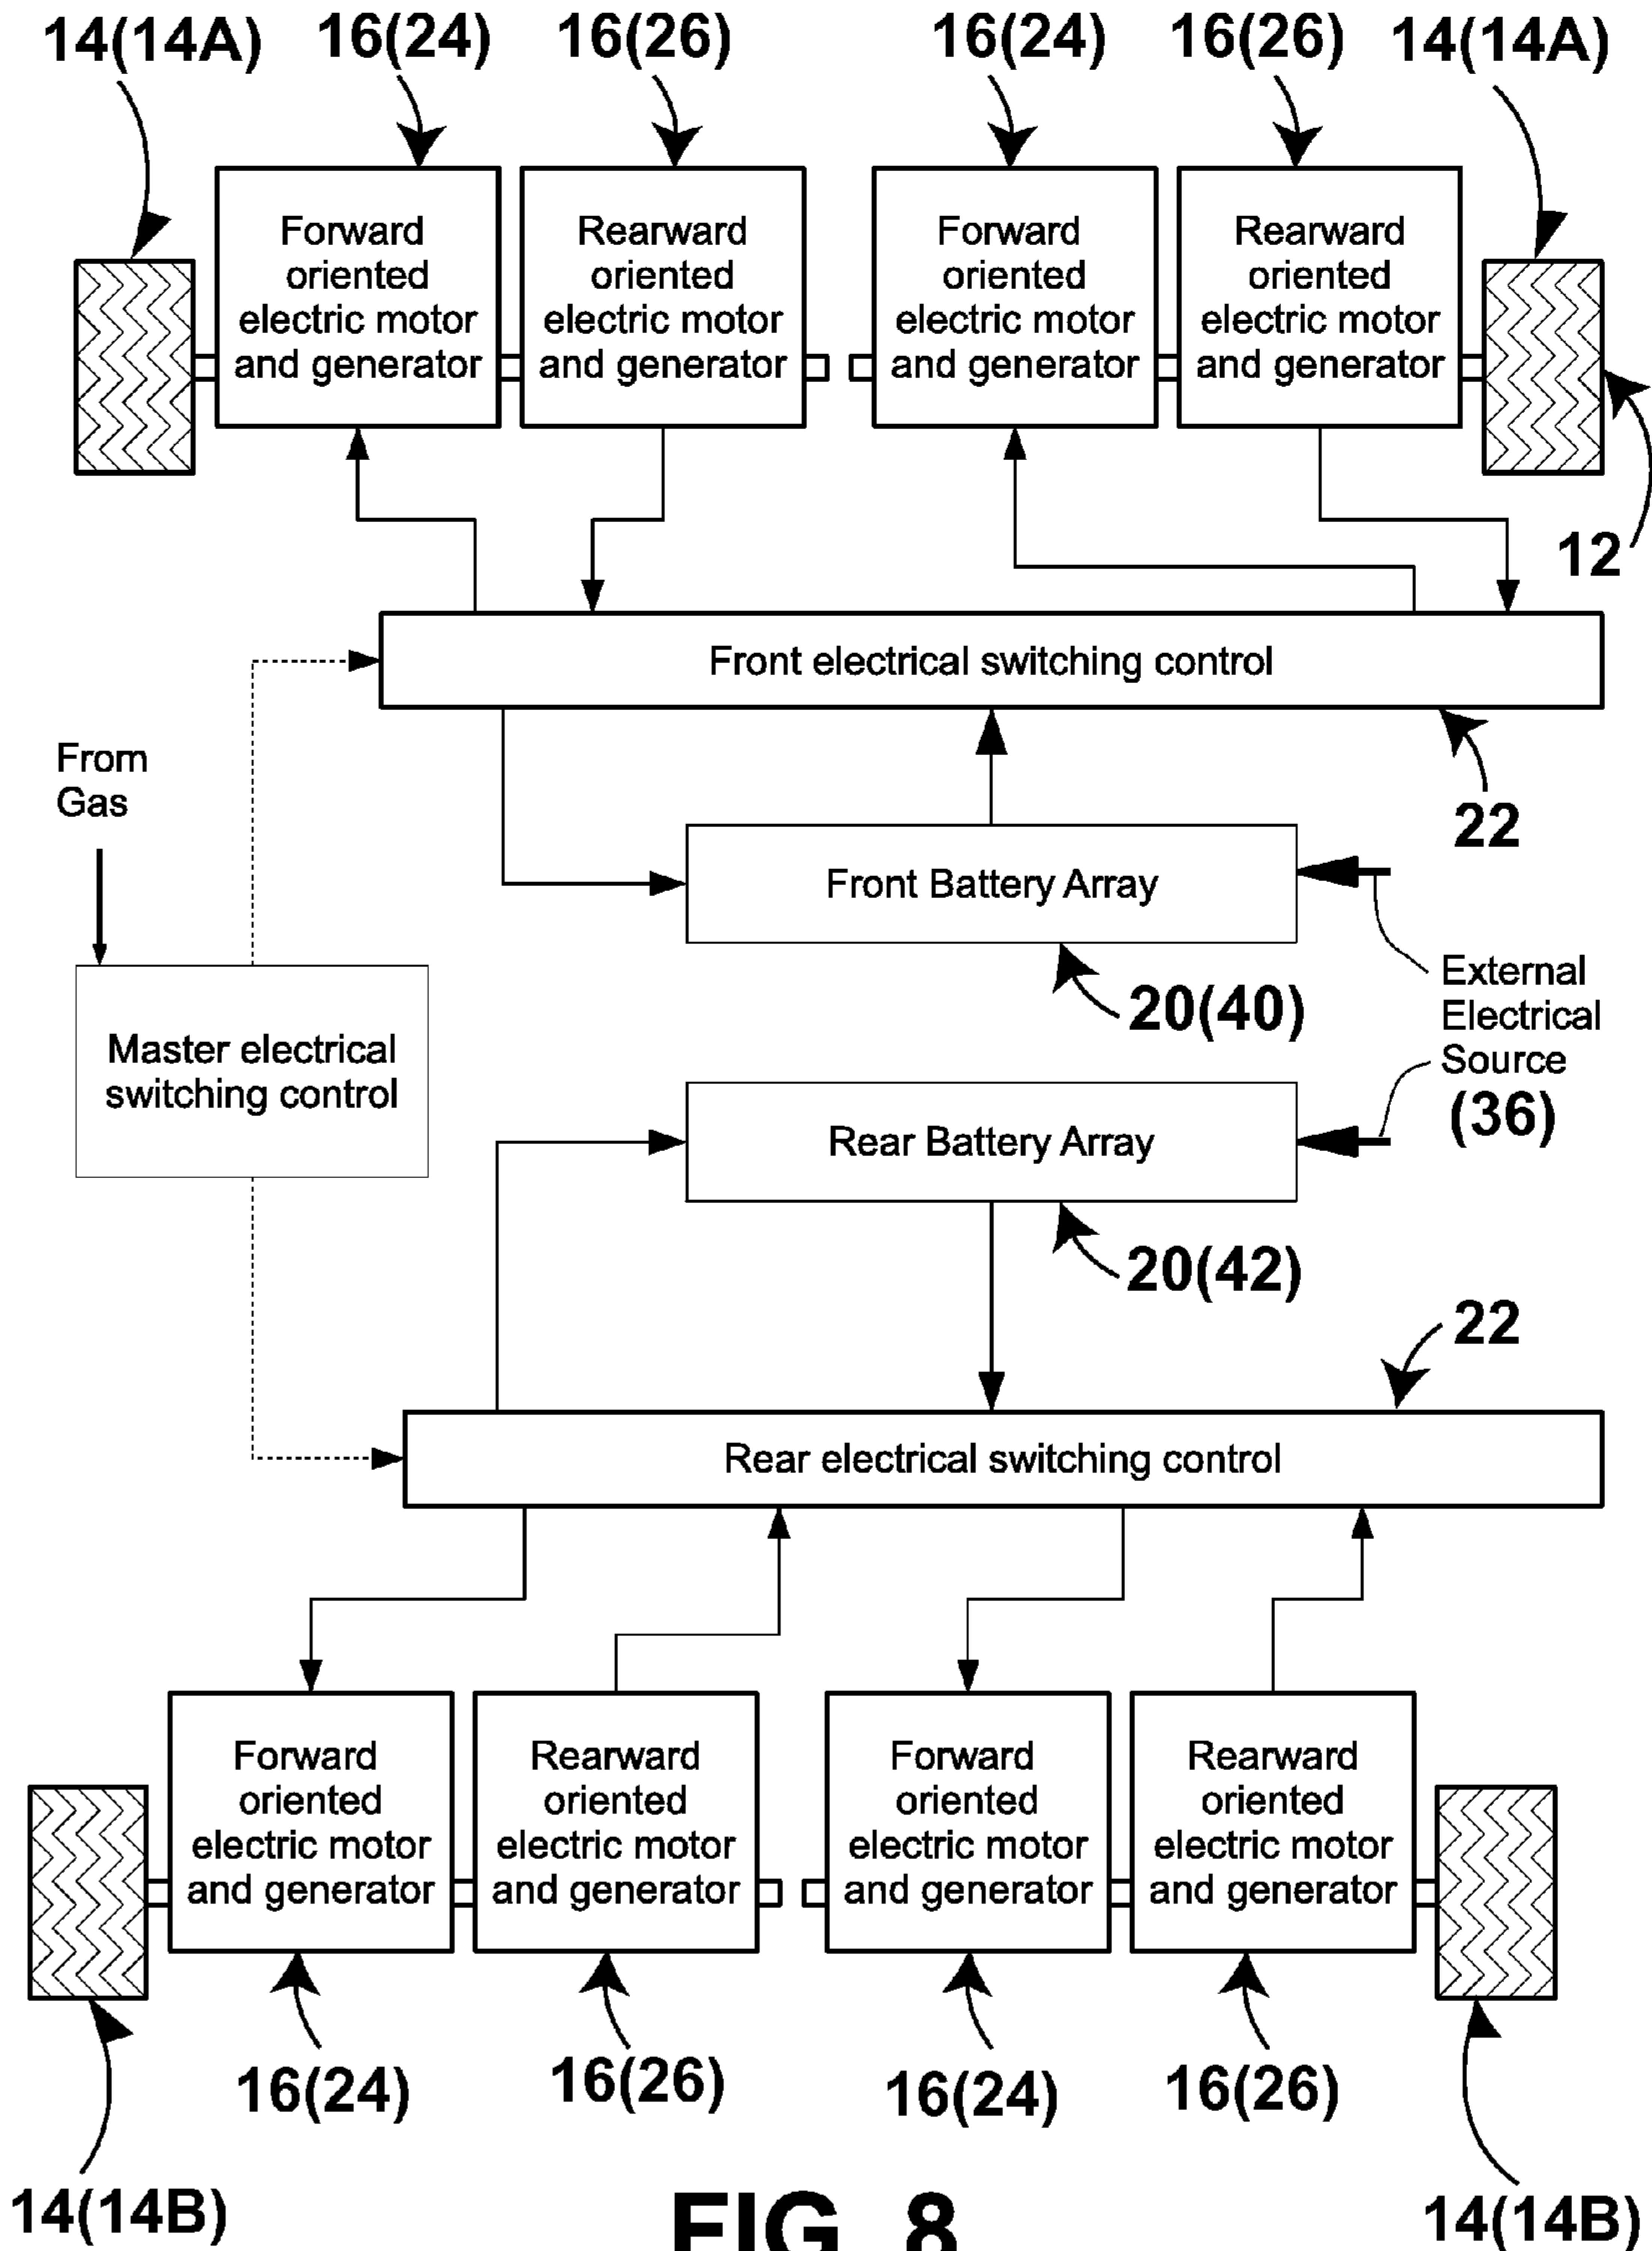 14(14A) 16(24) 16(26) 16(24) 16(26) 14(14A)
Forward
oriented
electric motor
and generator
Rearward
oriented
electric motor
and generator
Forward
oriented
electric motor
and generator
Rearward
oriented
electric motor
and generator
12
Front electrical switching control
22
From
Gas
Front Battery Array
20(40)
External
Electrical
Source
(36)
Master electrical
switching control
Rear Battery Array
20(42)
22
Rear electrical switching control
Forward
oriented
electric motor
and generator
Rearward
oriented
electric motor
and generator
Forward
oriented
electric motor
and generator
Rearward
oriented
electric motor
and generator
16(24) 16(26) 16(24) 16(26)
14(14B) 14(14B)
FIG. 8